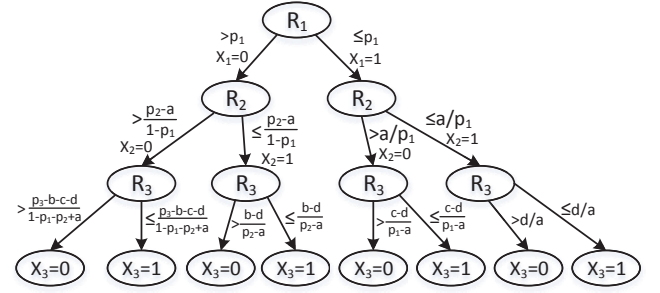 R1
>p1
X1=0
≤p1
X1=1
R2
R2
>p2-a/1-p1
X2=0
≤p2-a/1-p1
X2=1
>a/p1
X2=0
≤a/p1
X2=1
R3
R3
R3
R3
>p3-b-c-d/1-p1-p2+a
≤p3-b-c-d/1-p1-p2+a
>b-d/p2-a
≤b-d/p2-a
>c-d/p1-a
≤c-d/p1-a
>d/a
≤d/a
X3=0
X3=1
X3=0
X3=1
X3=0
X3=1
X3=0
X3=1